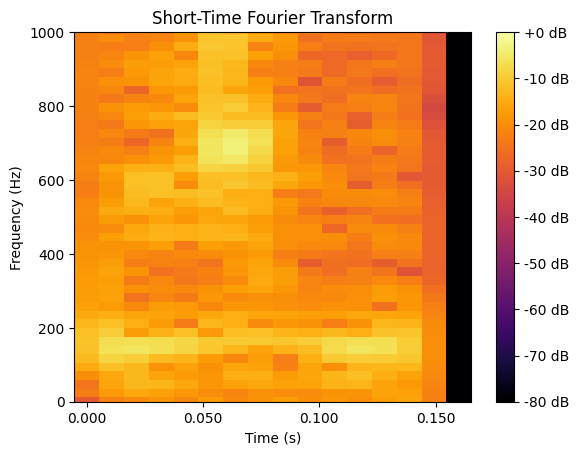 Short-Time Fourier Transform
1000
800
600
400
200
0
Frequency (Hz)
0.000
0.050
0.100
0.150
Time (s)
+0 dB
-10 dB
-20 dB
-30 dB
-40 dB
-50 dB
-60 dB
-70 dB
-80 dB